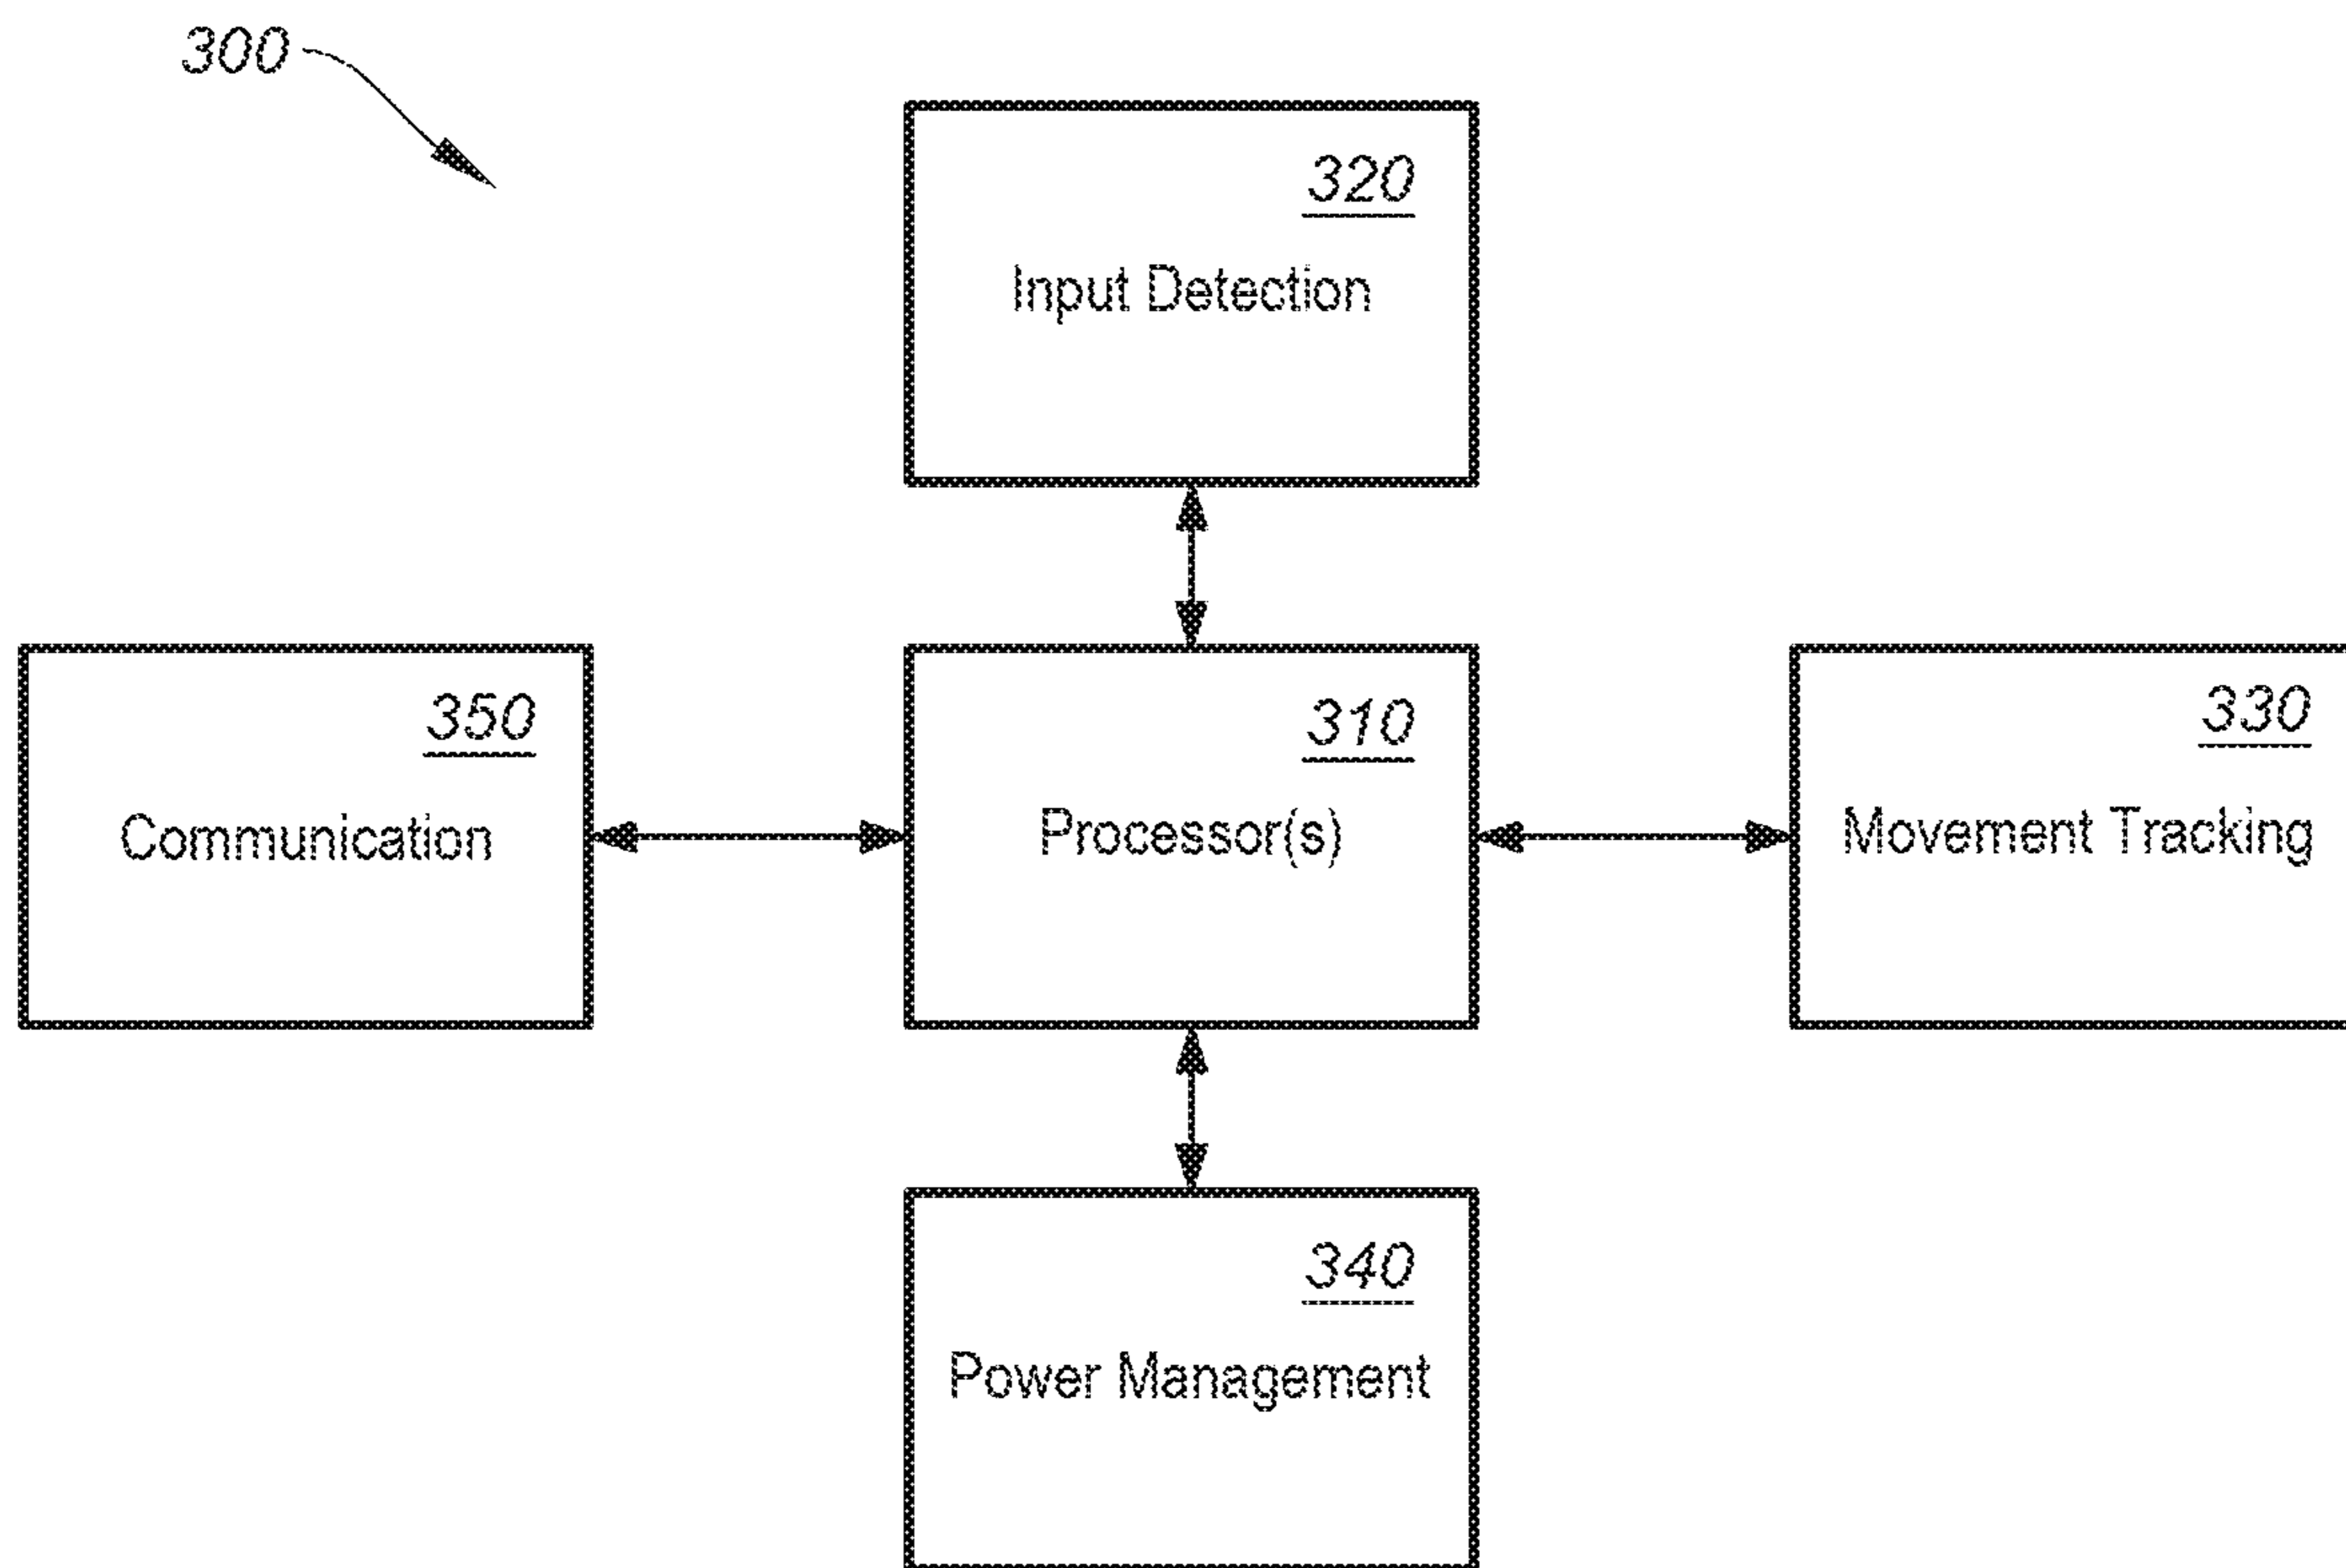 300
320
Input Detection
350
Communication
310
Processor(s)
330
Movement Tracking
340
Power Management